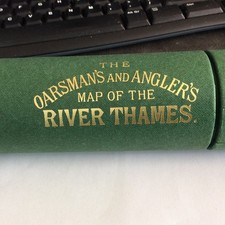 THE
OARSMAN'S AND ANGLER'S
MAP OF THE
RIVER THAMES.